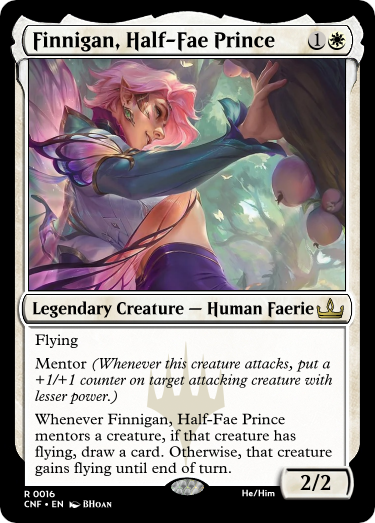 Finnigan, Half-Fae Prince 1
Legendary Creature — Human Faerie
Flying
Mentor (Whenever this creature attacks, put a
+1/+1 counter on target attacking creature with
lesser power.)
Whenever Finnigan, Half-Fae Prince
mentors a creature, if that creature has
flying, draw a card. Otherwise, that creature
gains flying until end of turn.
2/2
R 0016 He/Him
CNF • EN BHoan